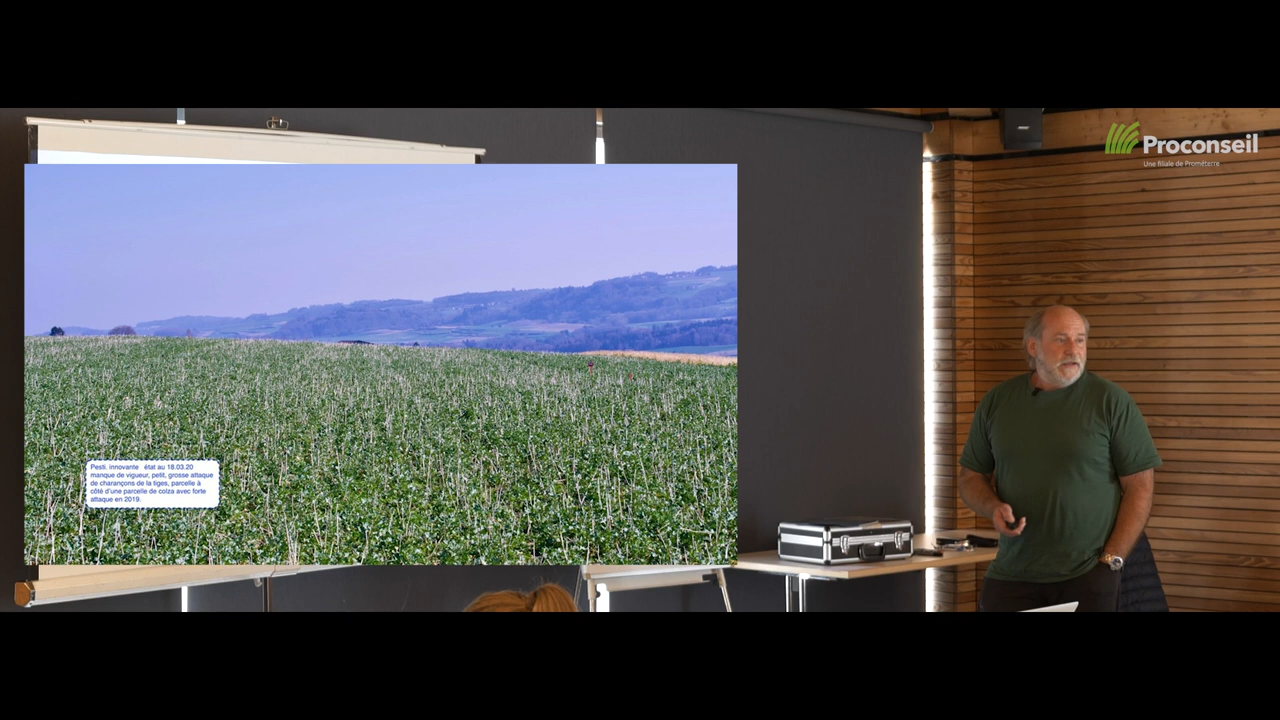 Proconseil
Une filiale de Prométerre
Pesti. innovante état au 18.03.20
manque de vigueur, petit, grosse attaque
de charançons de la tiges, parcelle à
côté d'une parcelle de colza avec forte
attaque en 2019.